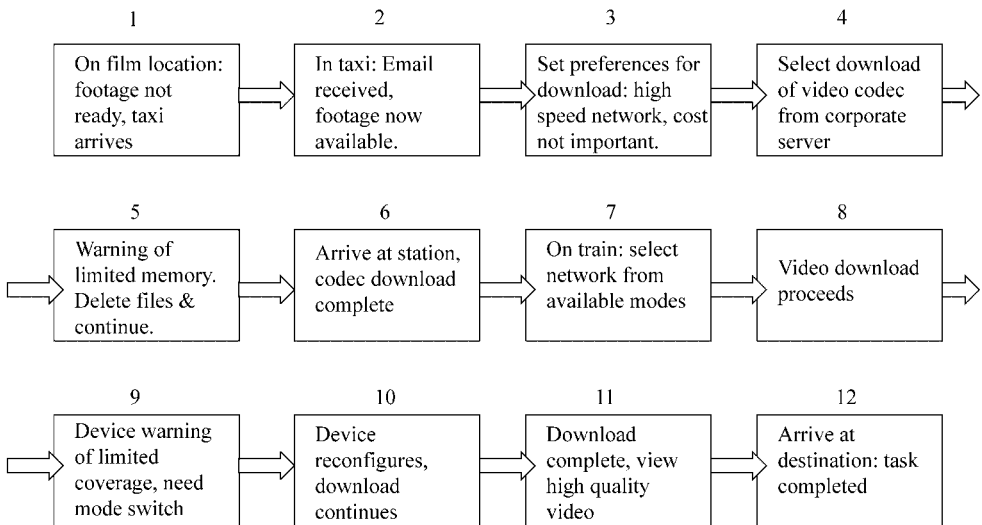 1
2
3
4
On film location:
footage not
ready, taxi
arrives
In taxi: Email
received,
footage now
available.
Set preferences for
download: high
speed network, cost
not important.
Select download
of video codec
from corporate
server
5
6
7
8
Warning of
limited memory.
Delete files &
continue.
Arrive at station,
codec download
complete
On train: select
network from
available modes
Video download
proceeds
9
10
11
12
Device warning
of limited
coverage, need
mode switch
Device
reconfigures,
download
continues
Download
complete, view
high quality
video
Arrive at
destination: task
completed